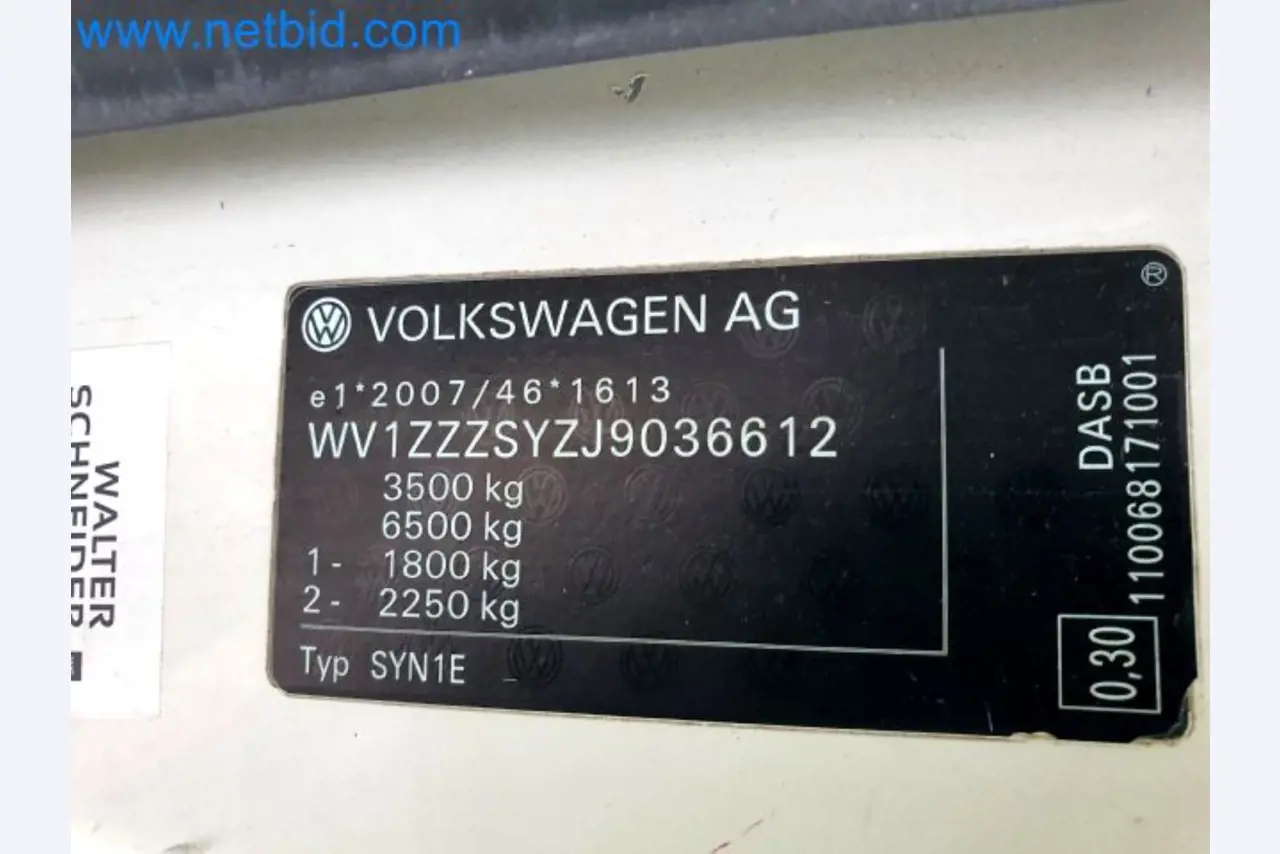 www.netbid.com
VOLKSWAGEN AG
®
e1*2007/46*1613
WV1ZZZSYZJ9036612
3500 kg
6500 kg
1- 1800 kg
2- 2250 kg
Typ SYN1E
DASB
11006817171001
0,30
WALTER
SCHNEIDER